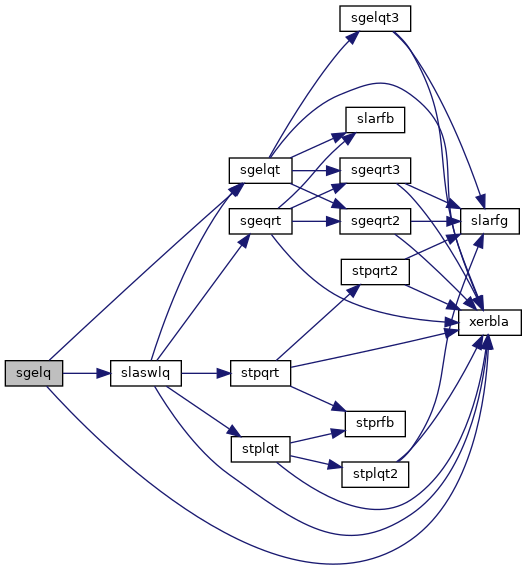 sgelqt3
slarfb
sgelqt
sgeqrt3
sgeqrt
sgeqrt2
slarfg
stpqrt2
xerbla
sgelq
slaswlq
stpqrt
stprfb
stplqt
stplqt2